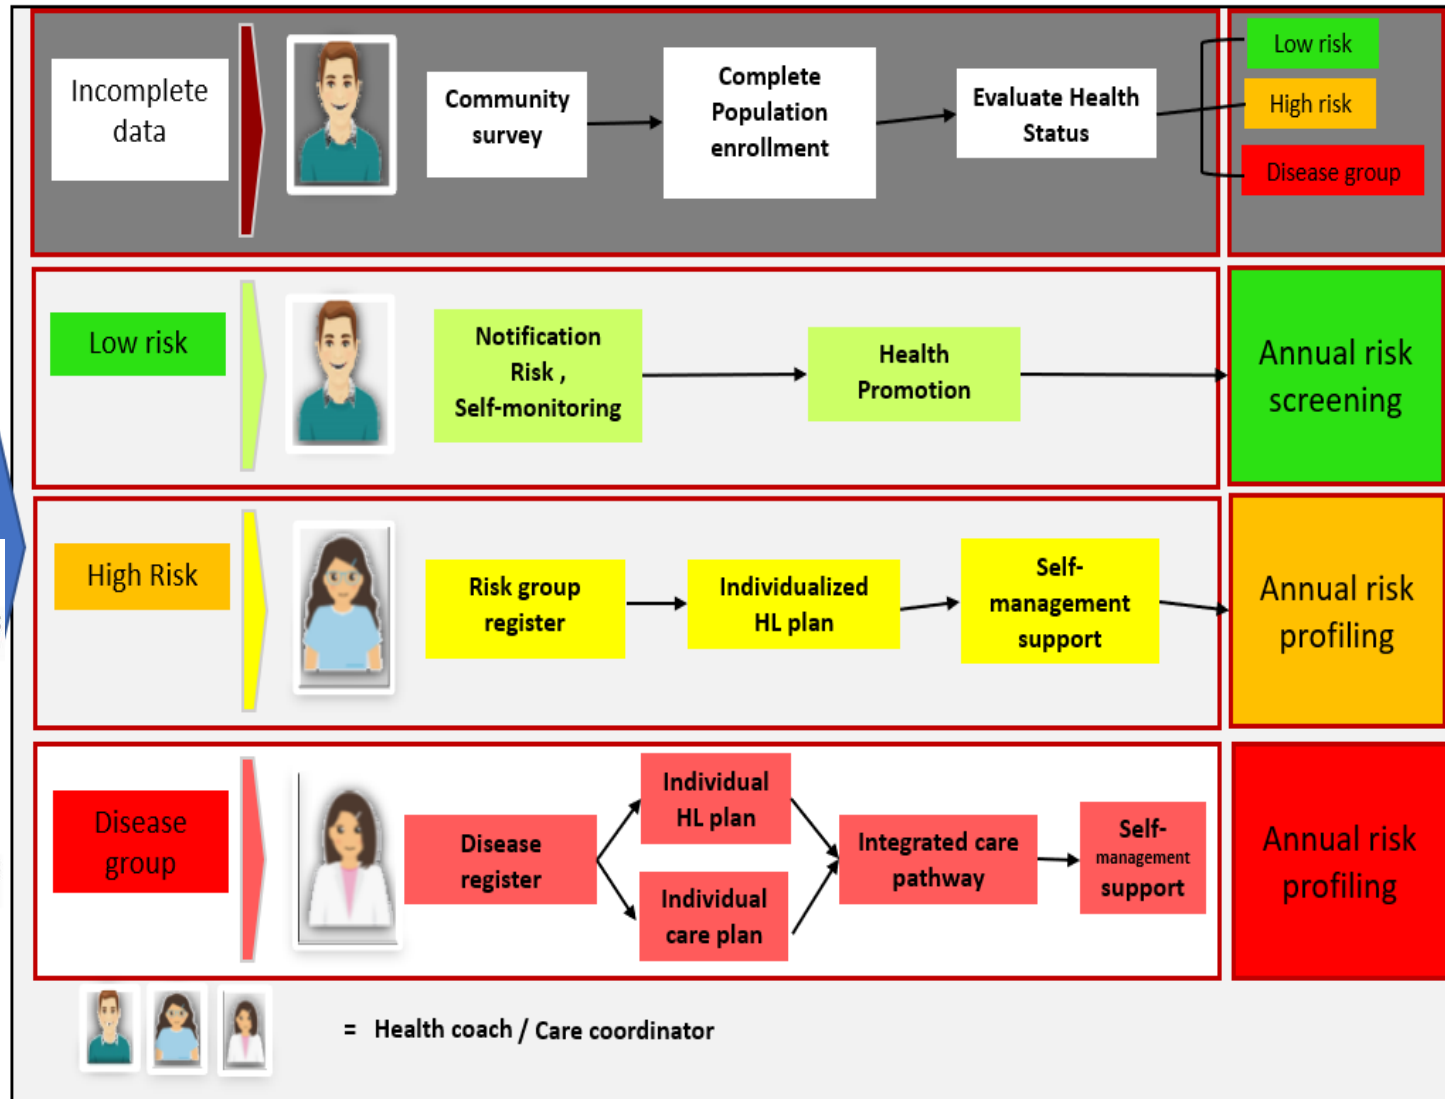 Incomplete
data
Community
survey
Complete
Population
enrollment
Evaluate Health
Status
Low risk
High risk
Disease group
Low risk
Notification
Risk ,
Self-monitoring
Health
Promotion
Annual risk
screening
High Risk
Risk group
register
Individualized
HL plan
Self-
management
support
Annual risk
profiling
Disease
group
Disease
register
Individual
HL plan
Individual
care plan
Integrated care
pathway
Self-
management
support
Annual risk
profiling
= Health coach / Care coordinator